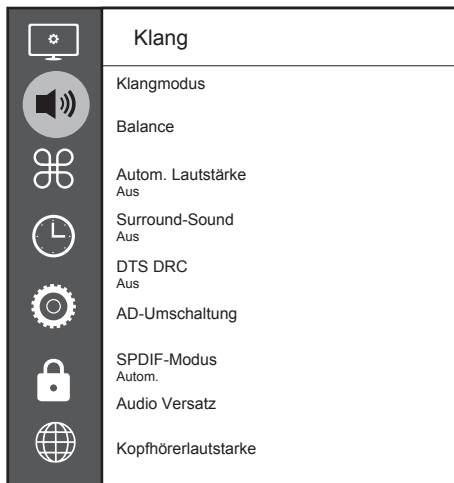 Klang
Klangmodus
Balance
Autom. Lautstärke
Aus
Surround-Sound
Aus
DTS DRC
Aus
AD-Umschaltung
SPDIF-Modus
Autom.
Audio Versatz
Kopfhörerlautstarke